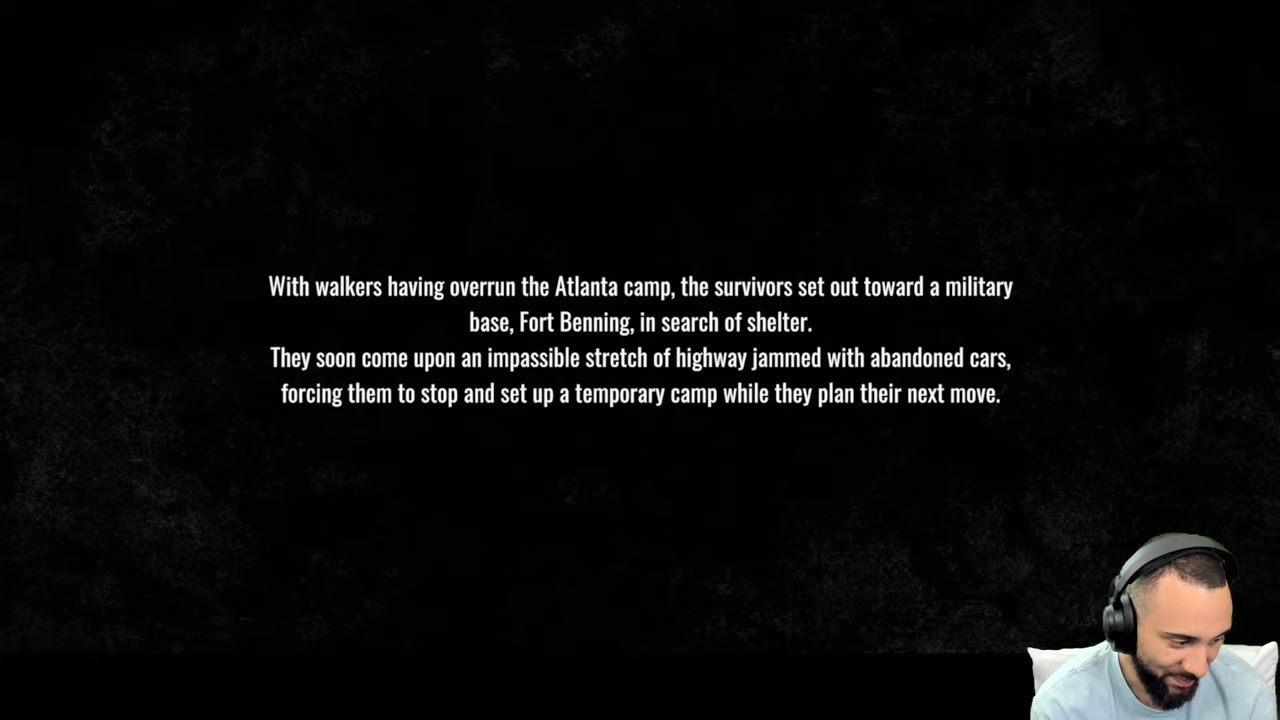 With walkers having overrun the Atlanta camp, the survivors set out toward a military
base, Fort Benning, in search of shelter.
They soon come upon an impassible stretch of highway jammed with abandoned cars,
forcing them to stop and set up a temporary camp while they plan their next move.